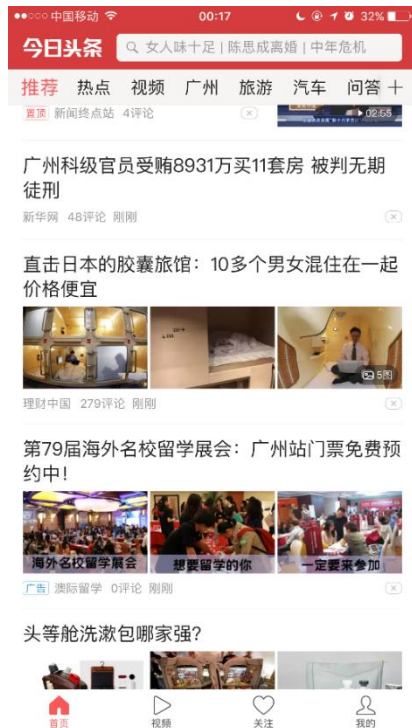 中国移动 00:17 32%
今日头条 女人味十足 | 陈思成离婚 | 中年危机
推荐 热点 视频 广州 旅游 汽车 问答 +
置顶 新闻终点站 4评论 02:55
广州科级官员受贿8931万买11套房 被判无期
徒刑
新华网 48评论 刚刚
直击日本的胶囊旅馆：10多个男女混住在一起
价格便宜
5图
理财中国 279评论 刚刚
第79届海外名校留学展会：广州站门票免费预
约中！
海外名校留学展会 想要留学的你 一定要来参加
广告 澳际留学 0评论 刚刚
头等舱洗漱包哪家强？
首页 视频 关注 我的